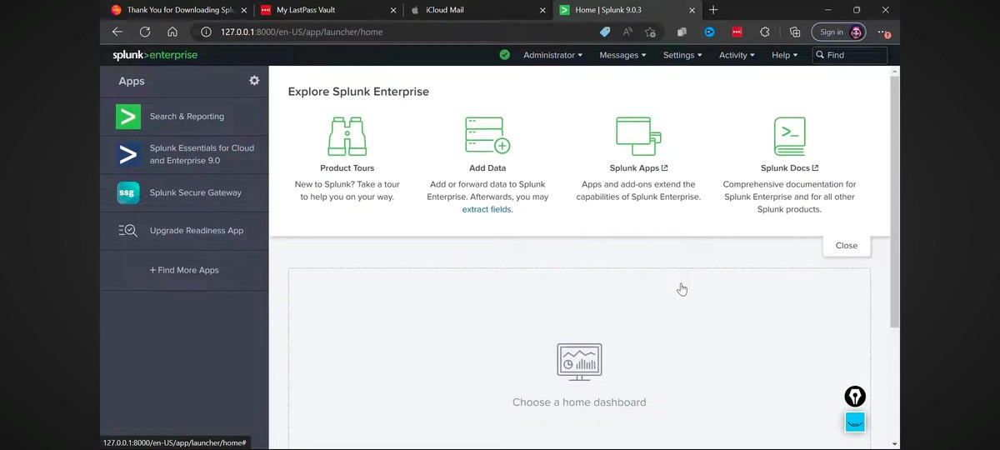 Thank You for Downloading Spl
My LastPass Vault
iCloud Mail
Home | Splunk 9.0.3
127.0.0.1:8000/en-US/app/launcher/home
Sign in
splunk>enterprise
Administrator
Messages
Settings
Activity
Help
Find
Apps
Search & Reporting
Splunk Essentials for Cloud
and Enterprise 9.0
ssg
Splunk Secure Gateway
Upgrade Readiness App
+ Find More Apps
Explore Splunk Enterprise
Product Tours
New to Splunk? Take a tour
to help you on your way.
Add Data
Add or forward data to Splunk
Enterprise. Afterwards, you may
extract fields.
Splunk Apps
Apps and add-ons extend the
capabilities of Splunk Enterprise.
Splunk Docs
Comprehensive documentation for
Splunk Enterprise and for all other
Splunk products.
Close
Choose a home dashboard
127.0.0.1:8000/en-US/app/launcher/home#